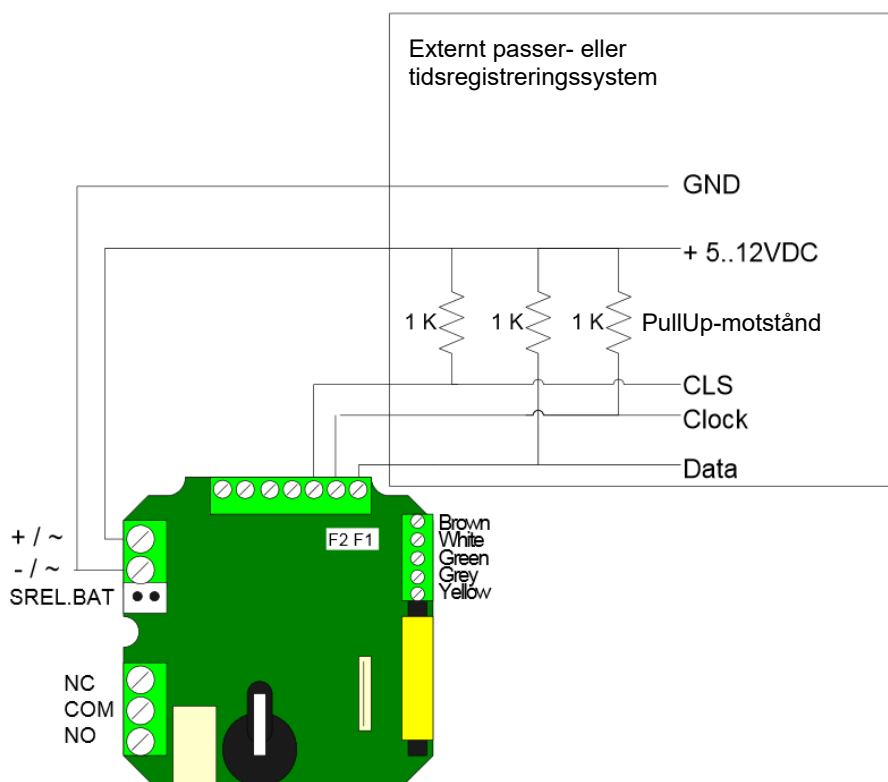 Externt passer- eller
tidsregistreringssystem
GND
+ 5..12VDC
1 K
1 K
1 K
PullUp-motstånd
CLS
Clock
Data
+ / ~
- / ~
SREL.BAT
F2 F1
Brown
White
Green
Grey
Yellow
NC
COM
NO